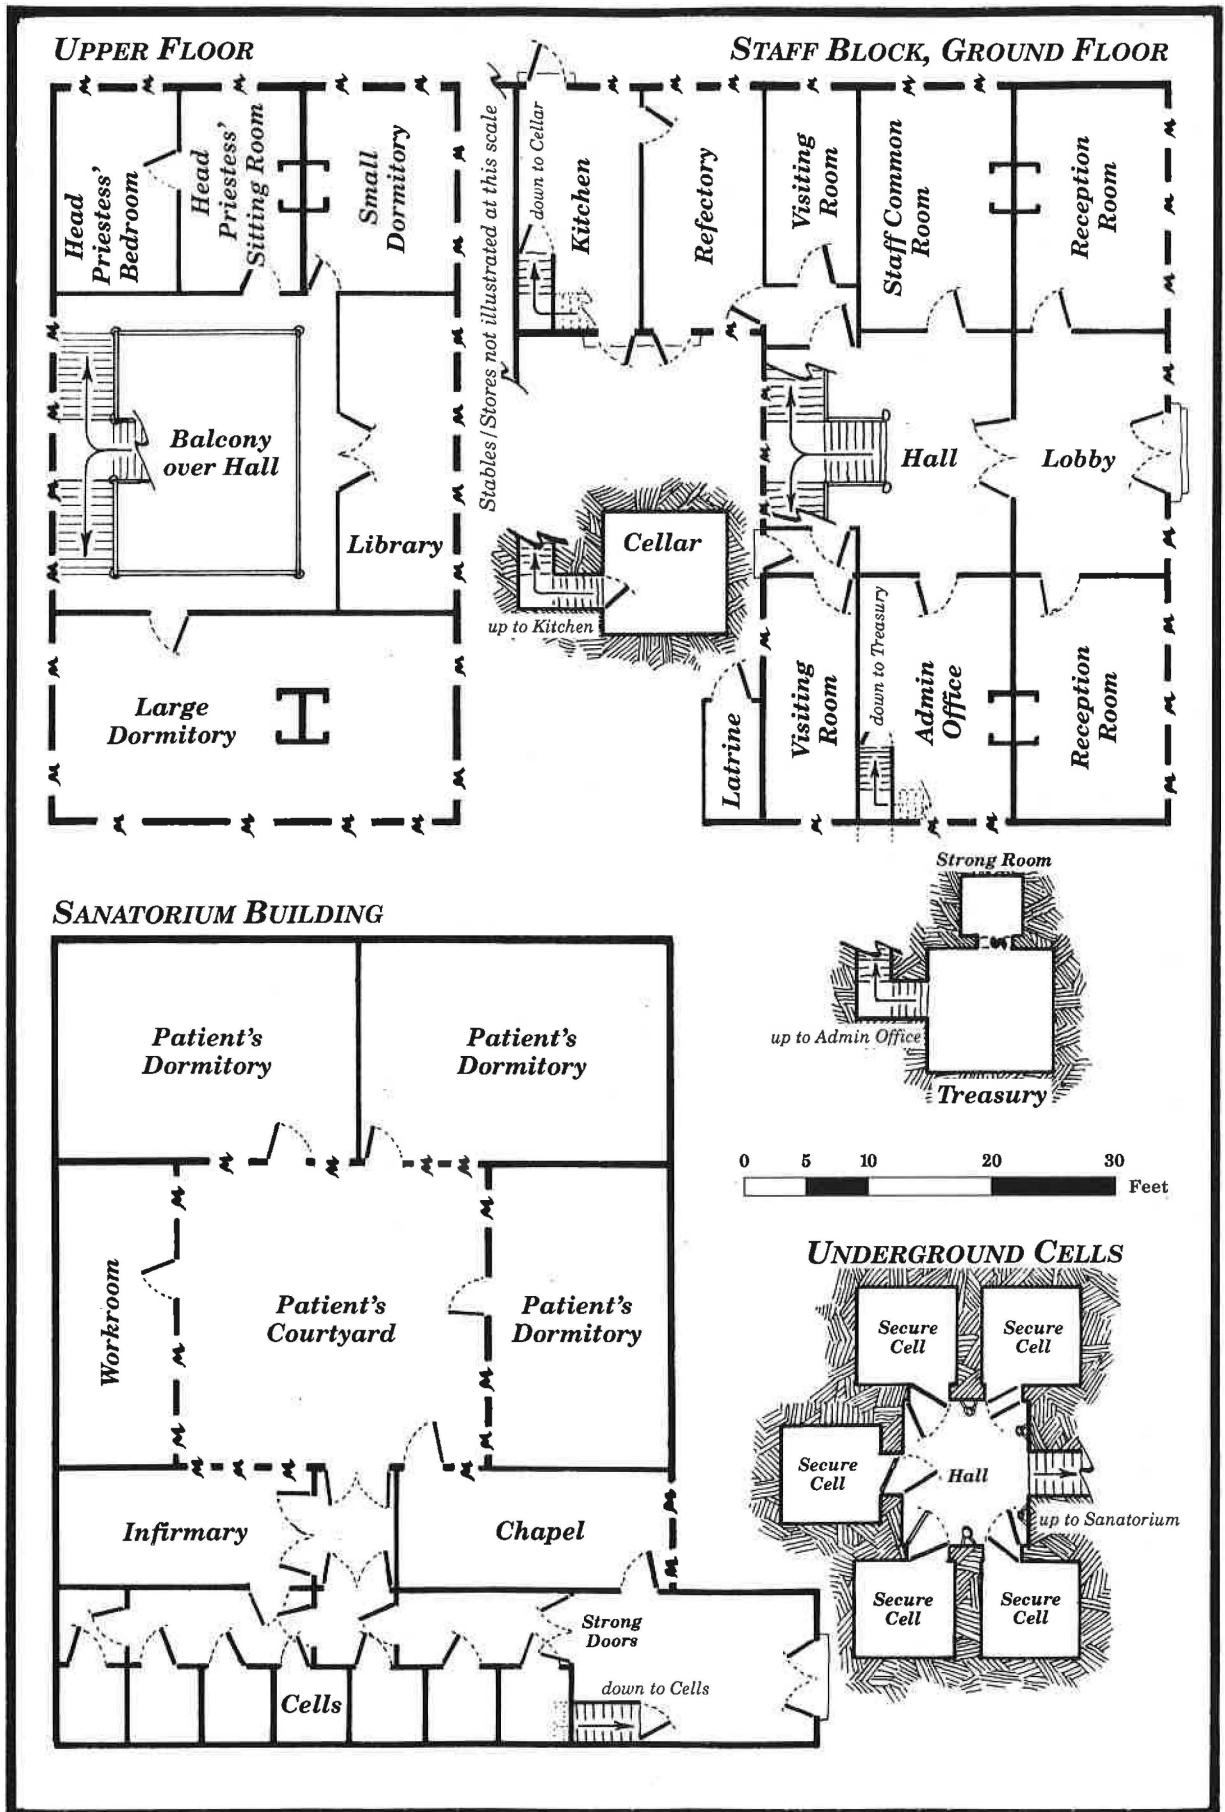 UPPER FLOOR
Head
Priestess'
Bedroom
Head
Priestess'
Sitting Room
Small
Dormitory
Balcony
over Hall
Library
Large
Dormitory
STAFF BLOCK, GROUND FLOOR
Stables/Stores not illustrated at this scale
down to Cellar
Kitchen
Refectory
Visiting
Room
Staff Common
Room
Reception
Room
Hall
Lobby
Cellar
up to Kitchen
Latrine
Visiting
Room
down to Treasury
Admin
Office
Reception
Room
Strong Room
up to Admin Office
Treasury
SANATORIUM BUILDING
Patient's
Dormitory
Patient's
Dormitory
Workroom
Patient's
Courtyard
Patient's
Dormitory
Infirmary
Chapel
Strong
Doors
Cells
down to Cells
0 5 10 20 30
Feet
UNDERGROUND CELLS
Secure
Cell
Secure
Cell
Secure
Cell
Hall
up to Sanatorium
Secure
Cell
Secure
Cell